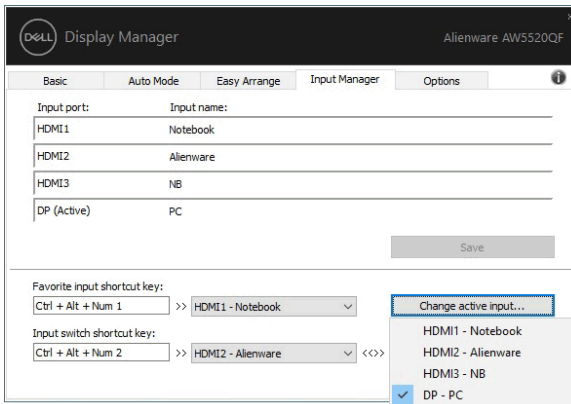 DELL Display Manager Alienware AW5520QF
Basic Auto Mode Easy Arrange Input Manager Options
Input port: Input name:
HDMI1 Notebook
HDMI2 Alienware
HDMI3 NB
DP (Active) PC
Save
Favorite input shortcut key:
Ctrl + Alt + Num 1 >> HDMI1 - Notebook Change active input...
Input switch shortcut key:
Ctrl + Alt + Num 2 >> HDMI2 - Alienware <<>>
HDMI1 - Notebook
HDMI2 - Alienware
HDMI3 - NB
DP - PC